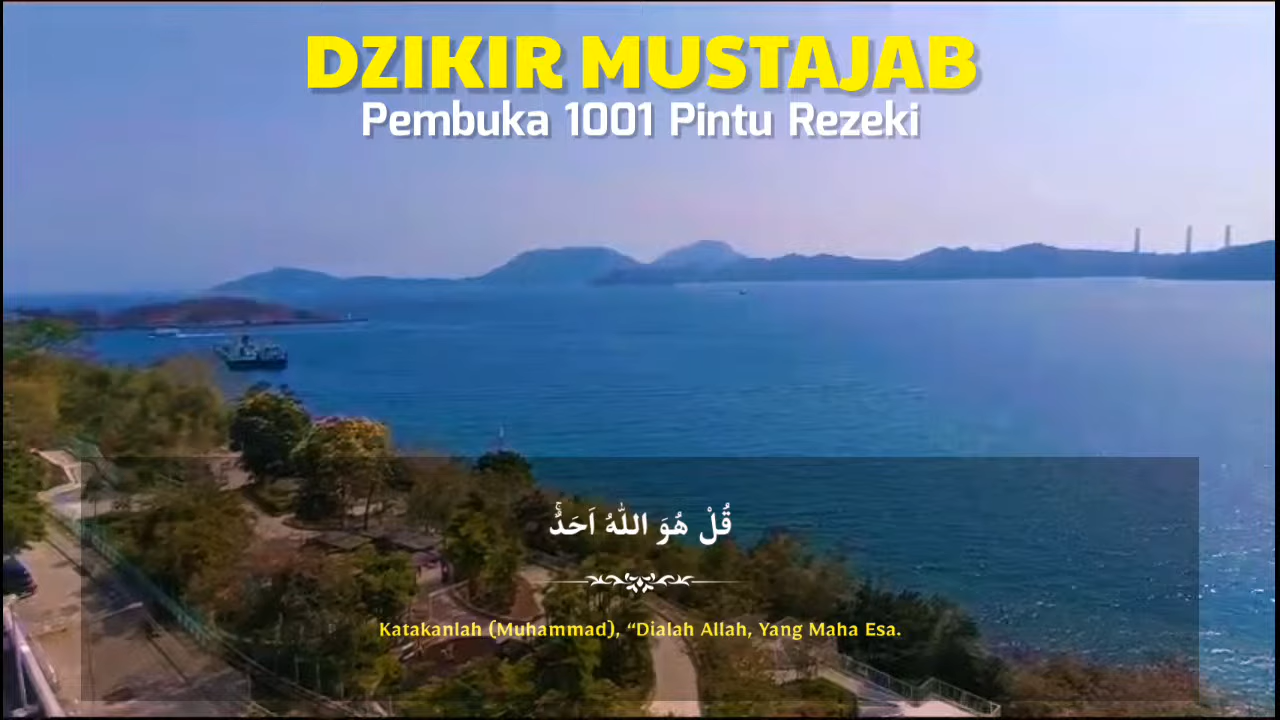 DZIKIR MUSTAJAB
Pembuka 1001 Pintu Rezeki
قُلْ هُوَ اللّٰهُ اَحَدٌۚ
Katakanlah (Muhammad), “Dialah Allah, Yang Maha Esa.